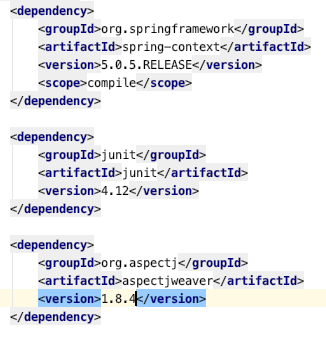 <dependency>
<groupId>org.springframework</groupId>
<artifactId>spring-context</artifactId>
<version>5.0.5.RELEASE</version>
<scope>compile</scope>
</dependency>
<dependency>
<groupId>junit</groupId>
<artifactId>junit</artifactId>
<version>4.12</version>
</dependency>
<dependency>
<groupId>org.aspectj</groupId>
<artifactId>aspectjweaver</artifactId>
<version>1.8.4</version>
</dependency>